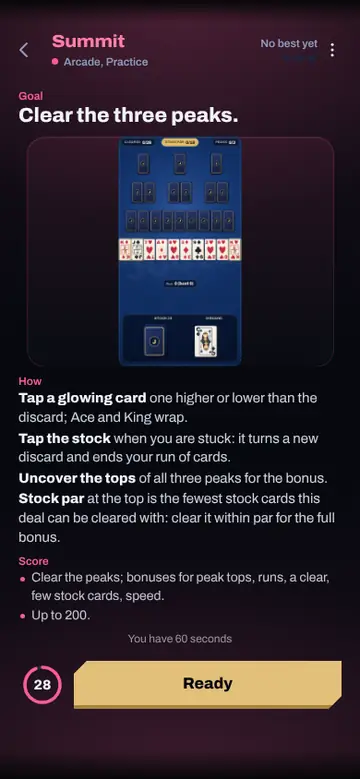 Summit
Arcade, Practice
No best yet
Goal
Clear the three peaks.
How
Tap a glowing card one higher or lower than the
discard; Ace and King wrap.
Tap the stock when you are stuck: it turns a new
discard and ends your run of cards.
Uncover the tops of all three peaks for the bonus.
Stock par at the top is the fewest stock cards this
deal can be cleared with: clear it within par for the full
bonus.
Score
Clear the peaks; bonuses for peak tops, runs, a clear,
few stock cards, speed.
Up to 200.
You have 60 seconds
28
Ready